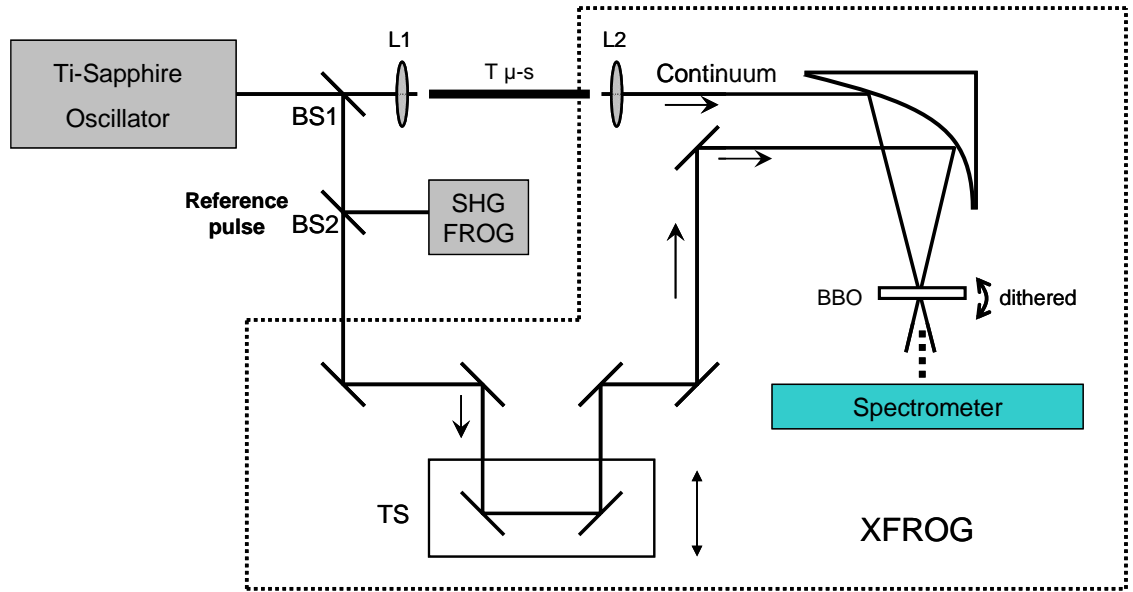 Ti-Sapphire
Oscillator
BS1
L1
T μ-s
L2
Continuum
Reference
pulse
BS2
SHG
FROG
BBO
dithered
Spectrometer
TS
XFROG